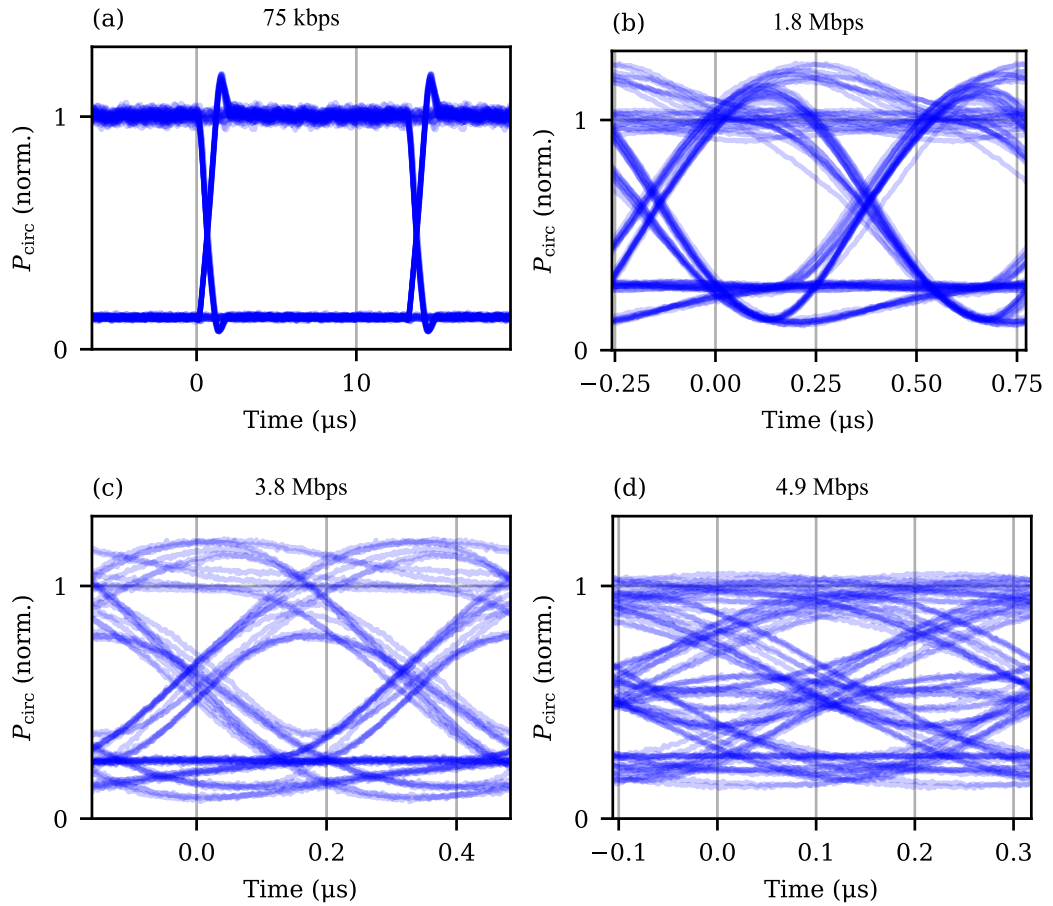 (a) 75 kbps
1
0
P_circ (norm.)
0 10
Time (µs)
(b) 1.8 Mbps
1
0
P_circ (norm.)
−0.25 0.00 0.25 0.50 0.75
Time (µs)
(c) 3.8 Mbps
1
0
P_circ (norm.)
0.0 0.2 0.4
Time (µs)
(d) 4.9 Mbps
1
0
P_circ (norm.)
−0.1 0.0 0.1 0.2 0.3
Time (µs)